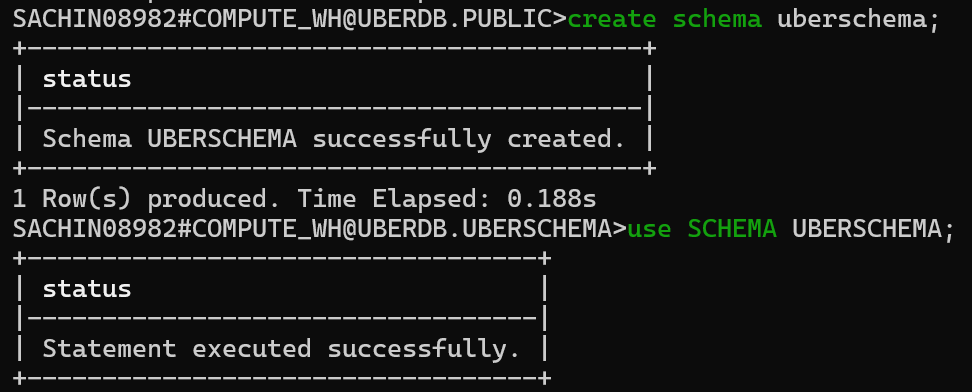 SACHIN08982#COMPUTE_WH@UBERDB.PUBLIC>create schema uberschema;
+-----------------------------------------+
| status                                  |
|-----------------------------------------|
| Schema UBERSCHEMA successfully created. |
+-----------------------------------------+
1 Row(s) produced. Time Elapsed: 0.188s
SACHIN08982#COMPUTE_WH@UBERDB.UBERSCHEMA>use SCHEMA UBERSCHEMA;
+----------------------------------+
| status                           |
|----------------------------------|
| Statement executed successfully. |
+----------------------------------+